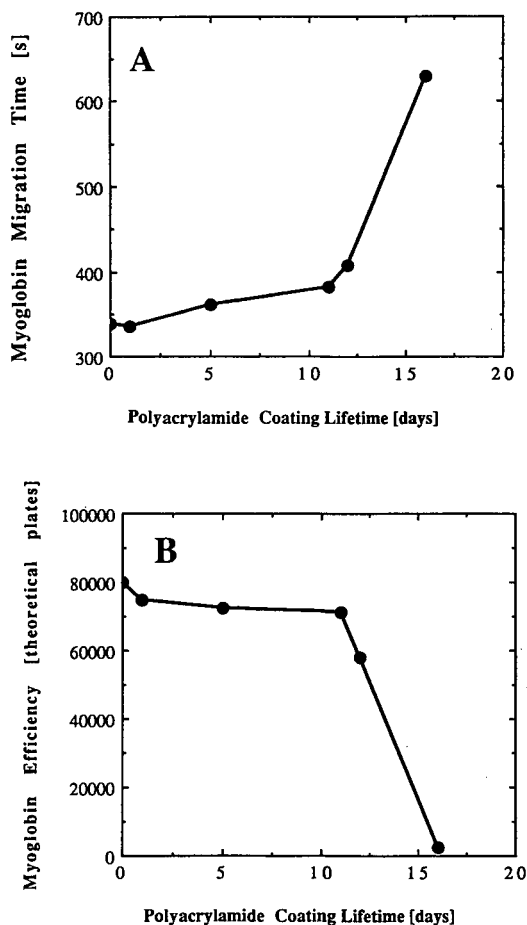 A
Myoglobin Migration Time [s]
700
600
500
400
300
0 5 10 15 20
Polyacrylamide Coating Lifetime [days]
B
Myoglobin Efficiency [theoretical plates]
100000
80000
60000
40000
20000
0
0 5 10 15 20
Polyacrylamide Coating Lifetime [days]